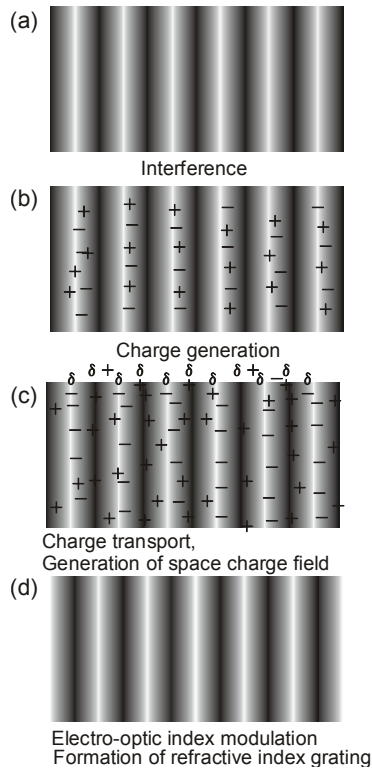 (a)
Interference
(b)
Charge generation
δ + δ + δ
δ δ δ δ δ δ − δ
(c)
Charge transport,
Generation of space charge field
(d)
Electro-optic index modulation
Formation of refractive index grating